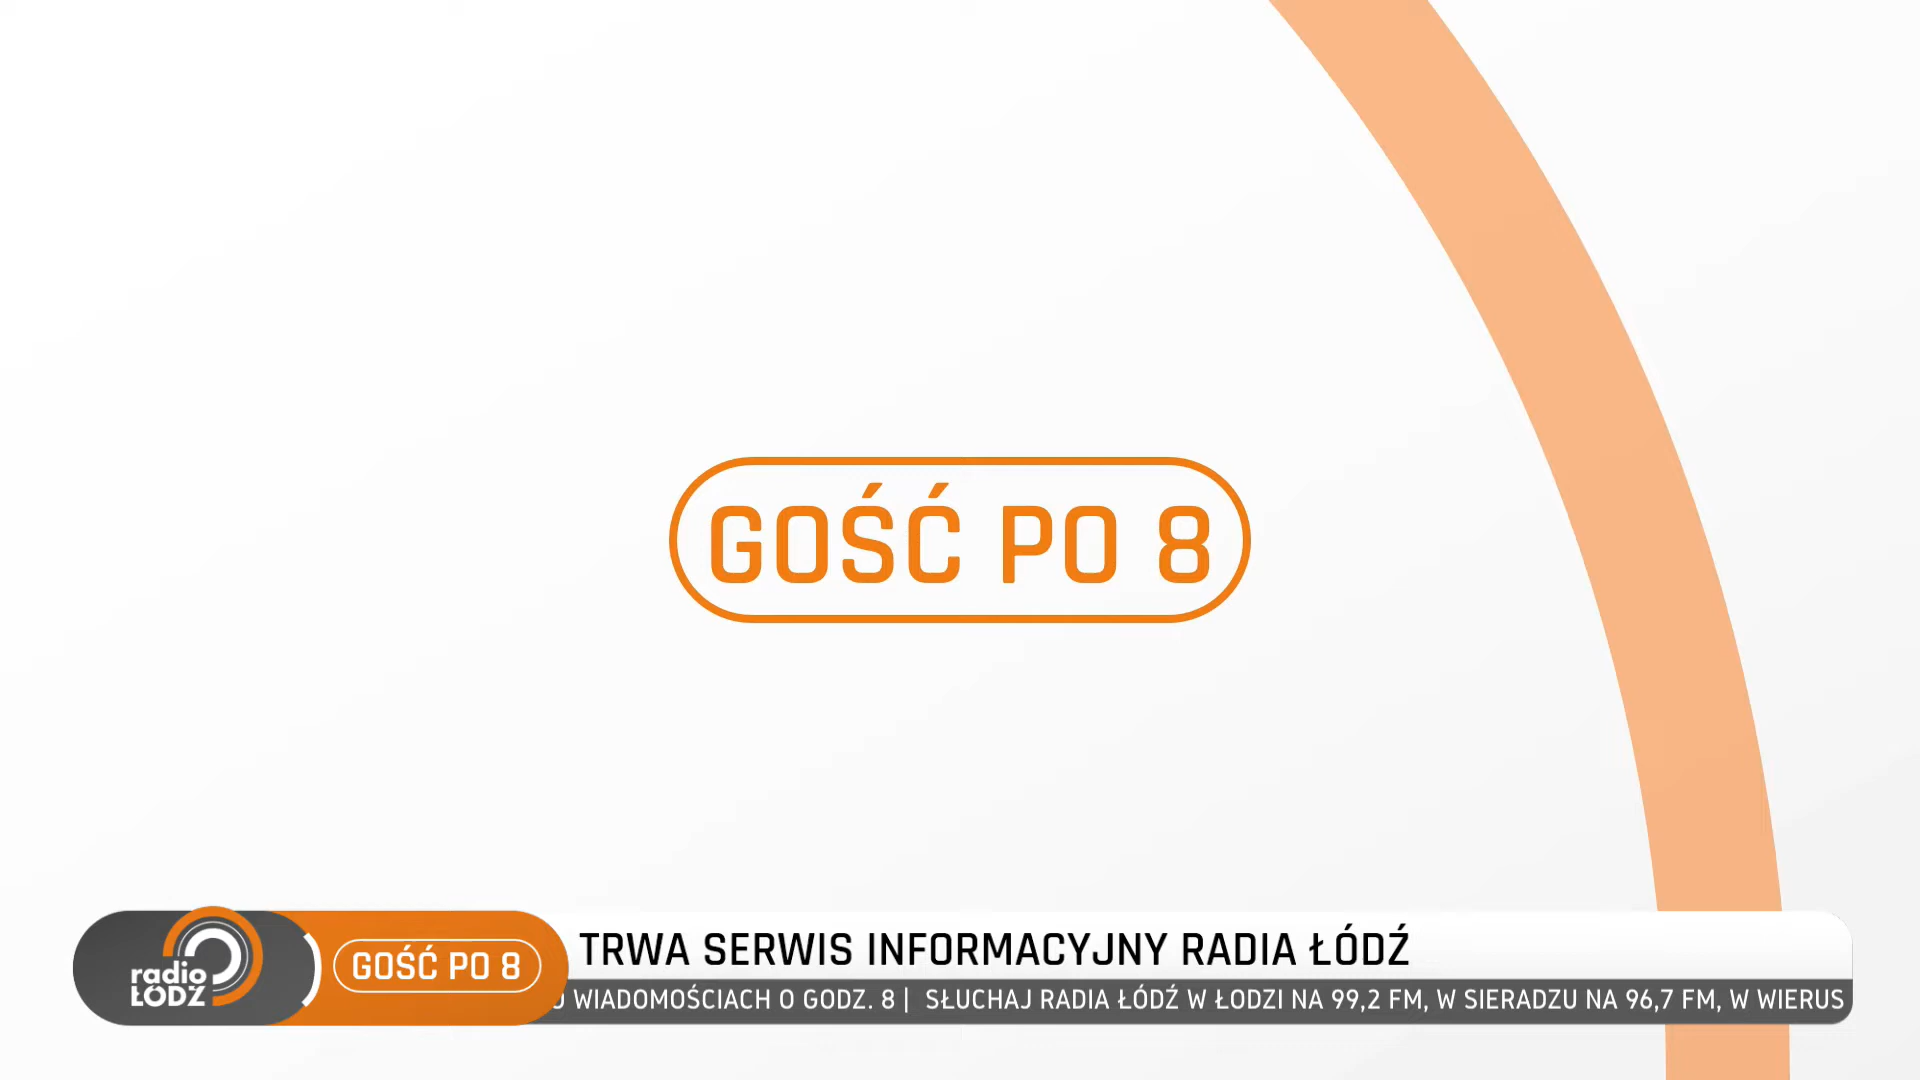 GOŚĆ PO 8
radio
ŁÓDŹ
GOŚĆ PO 8
TRWA SERWIS INFORMACYJNY RADIA ŁÓDŹ
WIADOMOŚCIACH O GODZ. 8 | SŁUCHAJ RADIA ŁÓDŹ W ŁODZI NA 99,2 FM, W SIERADZU NA 96,7 FM, W WIERUS